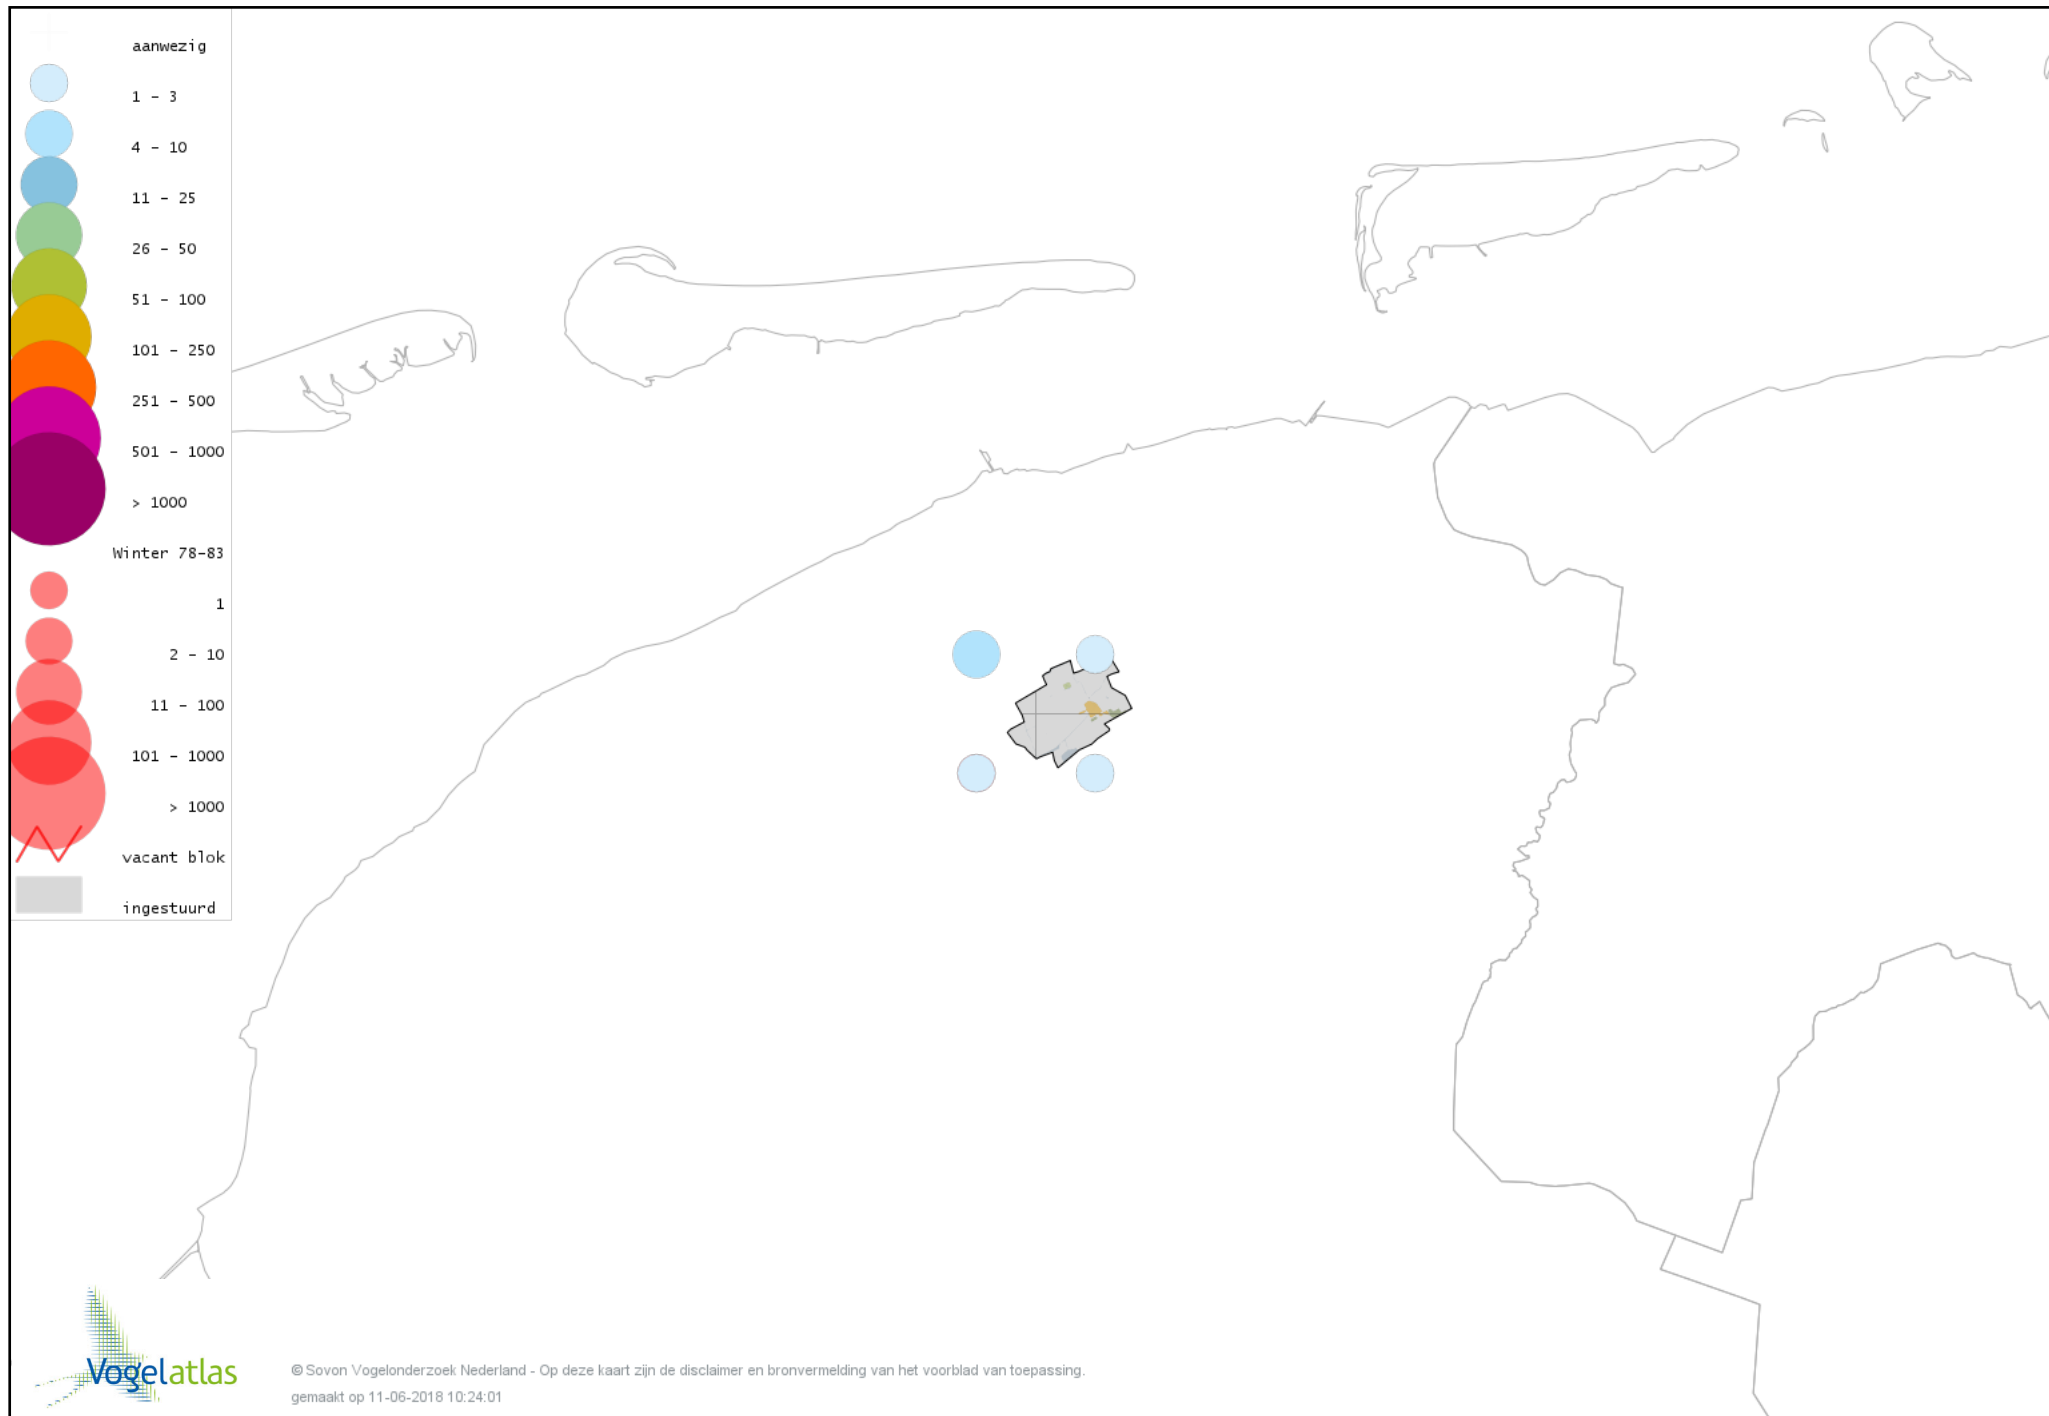 aanwezig
1 - 3
4 - 10
11 - 25
26 - 50
51 - 100
101 - 250
251 - 500
501 - 1000
> 1000
Winter 78-83
1
2 - 10
11 - 100
101 - 1000
> 1000
vacant blok
ingestuurd
Vogelatlas
© Sovon Vogelonderzoek Nederland - Op deze kaart zijn de disclaimer en bronvermelding van het voorblad van toepassing.
gemaakt op 11-06-2018 10:24:01